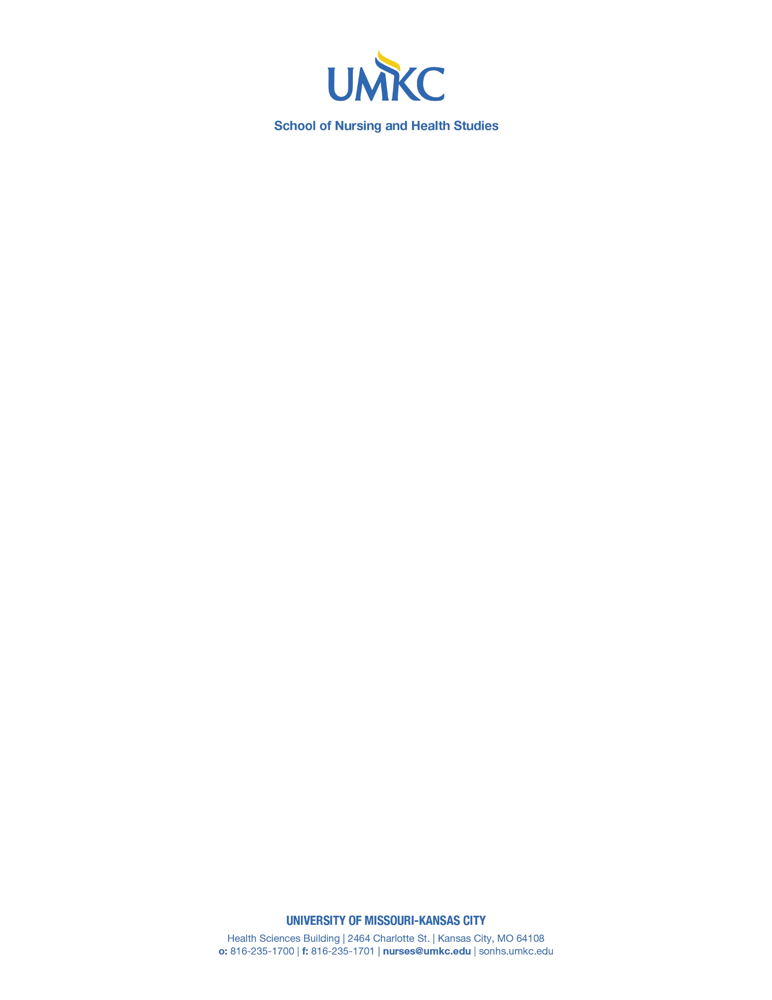 UMKC
School of Nursing and Health Studies
UNIVERSITY OF MISSOURI-KANSAS CITY
Health Sciences Building | 2464 Charlotte St. | Kansas City, MO 64108
o: 816-235-1700 | f: 816-235-1701 | nurses@umkc.edu | sonhs.umkc.edu